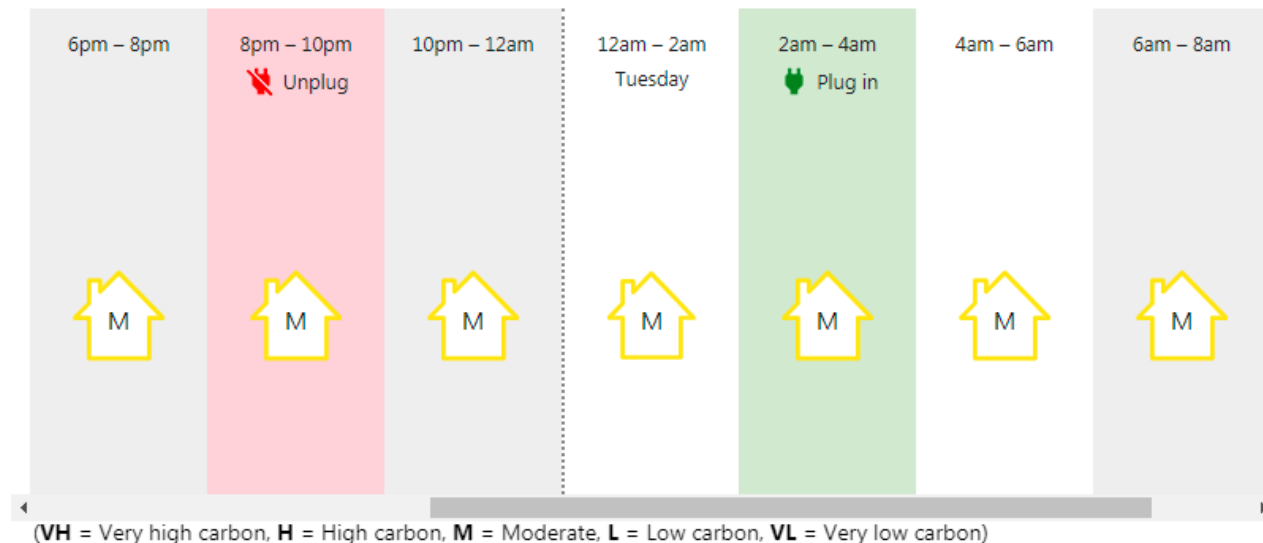 6pm – 8pm 8pm – 10pm 10pm – 12am 12am – 2am 2am – 4am 4am – 6am 6am – 8am
Unplug Tuesday Plug in
M M M M M M M
(VH = Very high carbon, H = High carbon, M = Moderate, L = Low carbon, VL = Very low carbon)